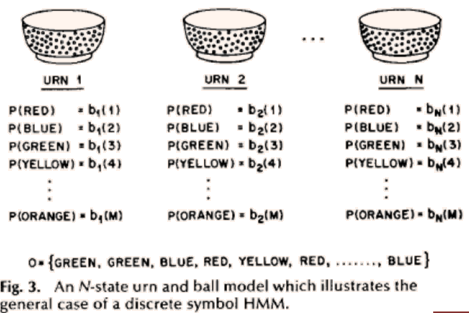 URN 1 URN 2 URN N
P(RED) = b₁(1) P(RED) = b₂(1) P(RED) = bN(1)
P(BLUE) = b₁(2) P(BLUE) = b₂(2) P(BLUE) = bN(2)
P(GREEN) = b₁(3) P(GREEN) = b₂(3) P(GREEN) = bN(3)
P(YELLOW) = b₁(4) P(YELLOW) = b₂(4) P(YELLOW) = bN(4)
P(ORANGE) = b₁(M) P(ORANGE) = b₂(M) P(ORANGE) = bN(M)
O = {GREEN, GREEN, BLUE, RED, YELLOW, RED, ......., BLUE}
Fig. 3. An N-state urn and ball model which illustrates the
general case of a discrete symbol HMM.